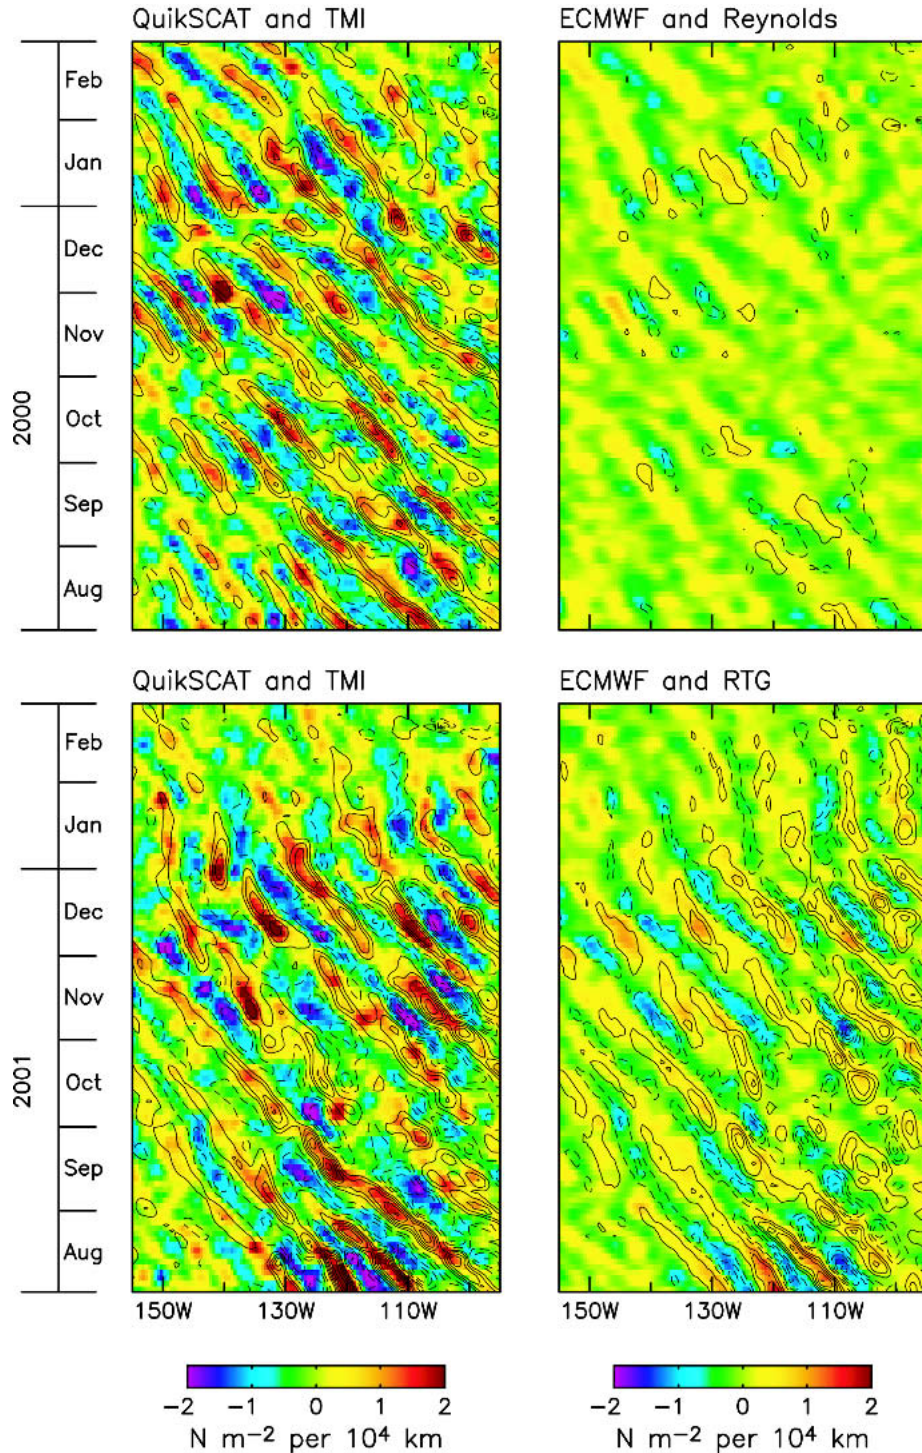 QuikSCAT and TMI
ECMWF and Reynolds
Feb
Jan
Dec
Nov
Oct
Sep
Aug
2000
QuikSCAT and TMI
ECMWF and RTG
Feb
Jan
Dec
Nov
Oct
Sep
Aug
2001
150W 130W 110W
150W 130W 110W
−2 −1 0 1 2
N m⁻² per 10⁴ km
−2 −1 0 1 2
N m⁻² per 10⁴ km